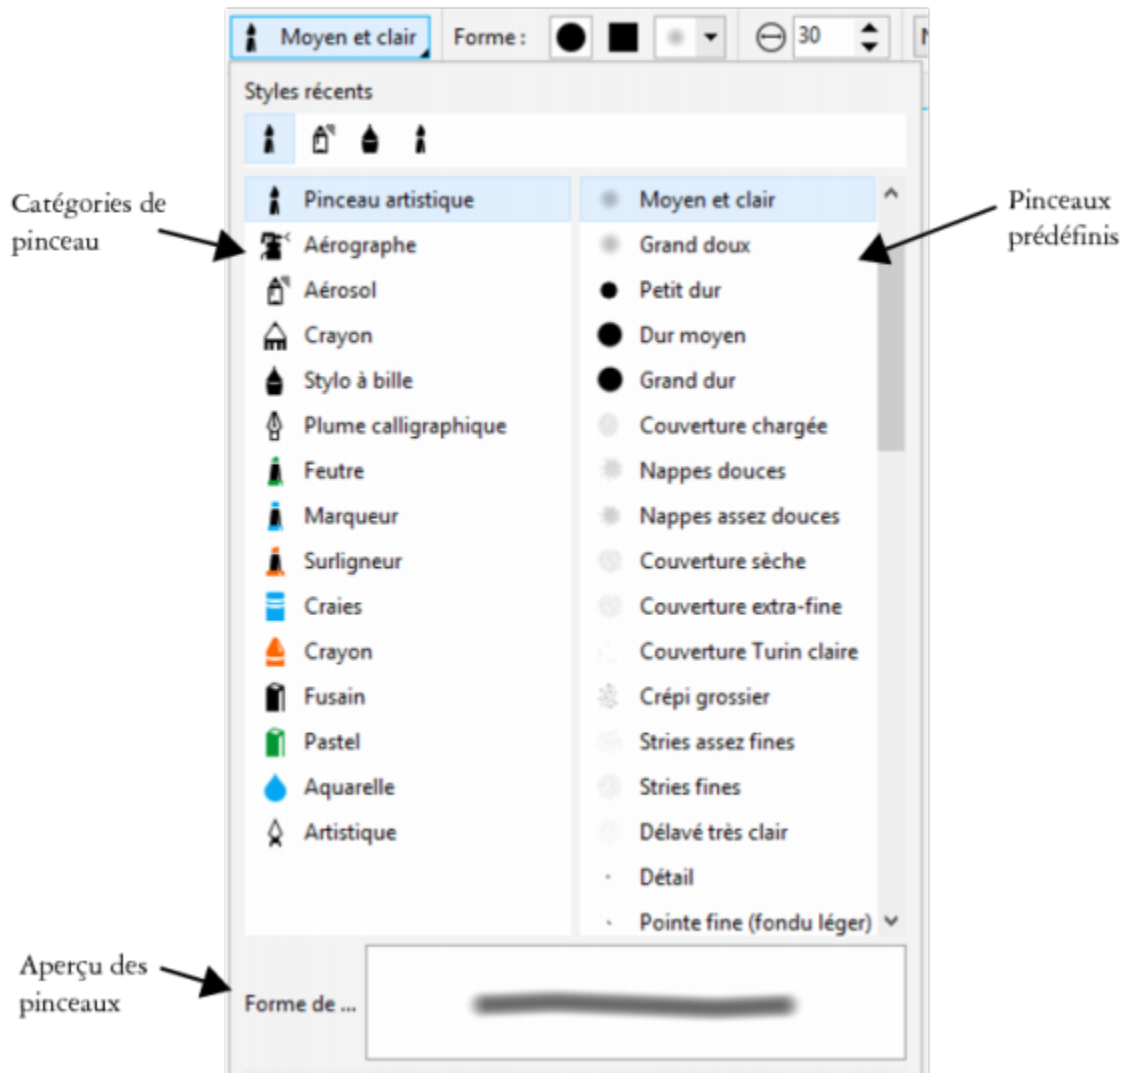 Moyen et clair Forme : 30
Styles récents
Catégories de
pinceau
Pinceaux
prédéfinis
Pinceau artistique
Aérographe
Aérosol
Crayon
Stylo à bille
Plume calligraphique
Feutre
Marqueur
Surligneur
Craies
Crayon
Fusain
Pastel
Aquarelle
Artistique
Moyen et clair
Grand doux
Petit dur
Dur moyen
Grand dur
Couverture chargée
Nappes douces
Nappes assez douces
Couverture sèche
Couverture extra-fine
Couverture Turin claire
Crépi grossier
Stries assez fines
Stries fines
Délavé très clair
Détail
Pointe fine (fondu léger)
Aperçu des
pinceaux
Forme de ...